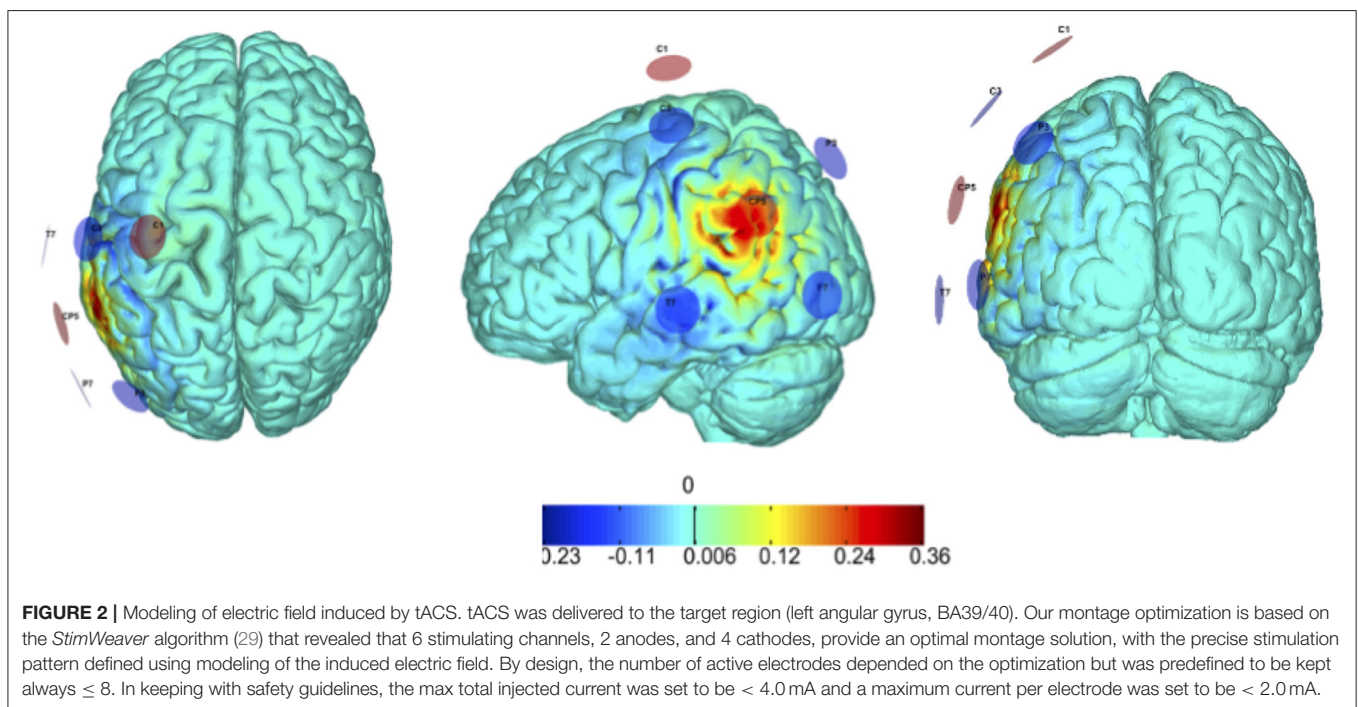 C1
C3
T7
CP5
P7
P3
C1
C3
P3
CP5
T7
P7
C1
C3
P3
CP5
T7
P7
0
0.23 -0.11 0.006 0.12 0.24 0.36
FIGURE 2 | Modeling of electric field induced by tACS. tACS was delivered to the target region (left angular gyrus, BA39/40). Our montage optimization is based on
the StimWeaver algorithm (29) that revealed that 6 stimulating channels, 2 anodes, and 4 cathodes, provide an optimal montage solution, with the precise stimulation
pattern defined using modeling of the induced electric field. By design, the number of active electrodes depended on the optimization but was predefined to be kept
always ≤ 8. In keeping with safety guidelines, the max total injected current was set to be < 4.0 mA and a maximum current per electrode was set to be < 2.0 mA.